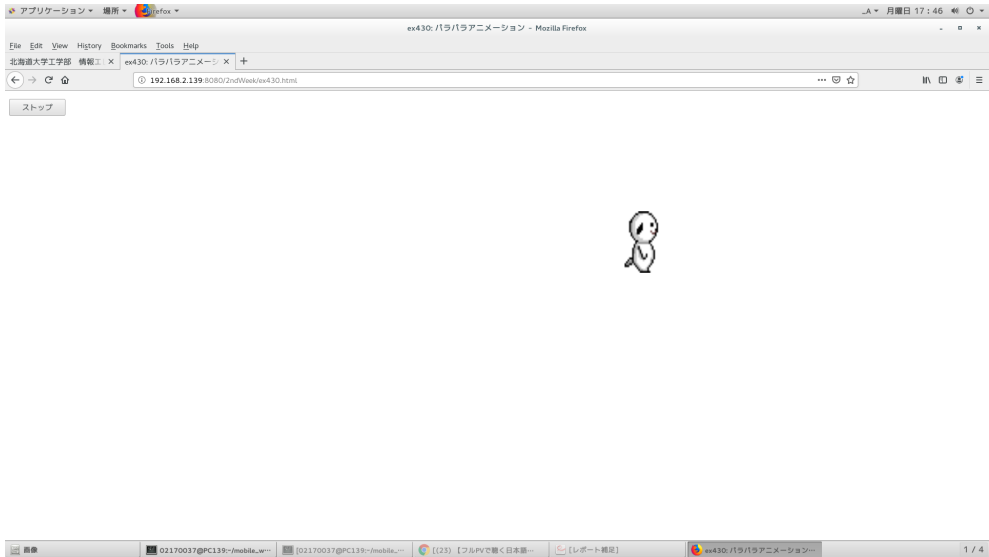 アプリケーション 場所 Firefox _A 月曜日 17:46
ex430: パラパラアニメーション - Mozilla Firefox
File Edit View History Bookmarks Tools Help
北海道大学工学部 情報エ ex430: パラパラアニメーシ
192.168.2.139:8080/2ndWeek/ex430.html
ストップ
画像 02170037@PC139:~/mobile_w… [02170037@PC139:~/mobile_… [(23) 【フルPVで聴く日本語… [レポート補足] ex430: パラパラアニメーション… 1 / 4